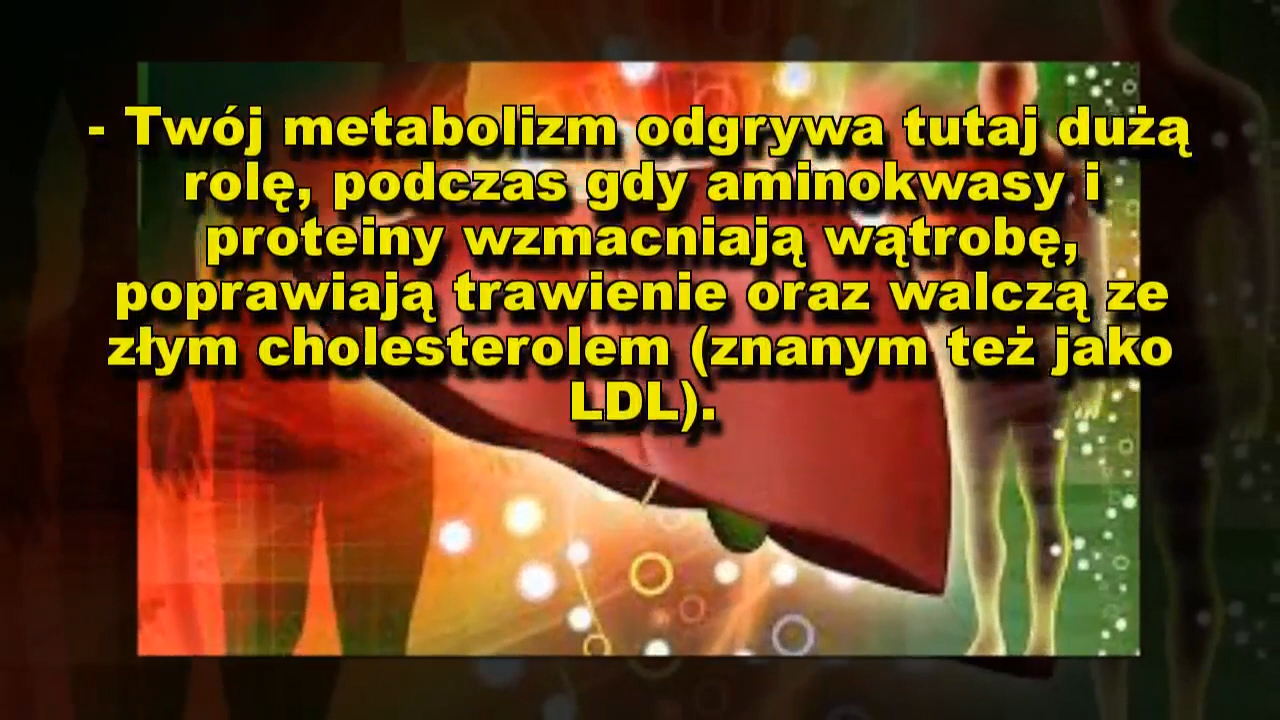 - Twój metabolizm odgrywa tutaj dużą
rolę, podczas gdy aminokwasy i
proteiny wzmacniają wątrobę,
poprawiają trawienie oraz walczą ze
złym cholesterolem (znanym też jako
LDL).